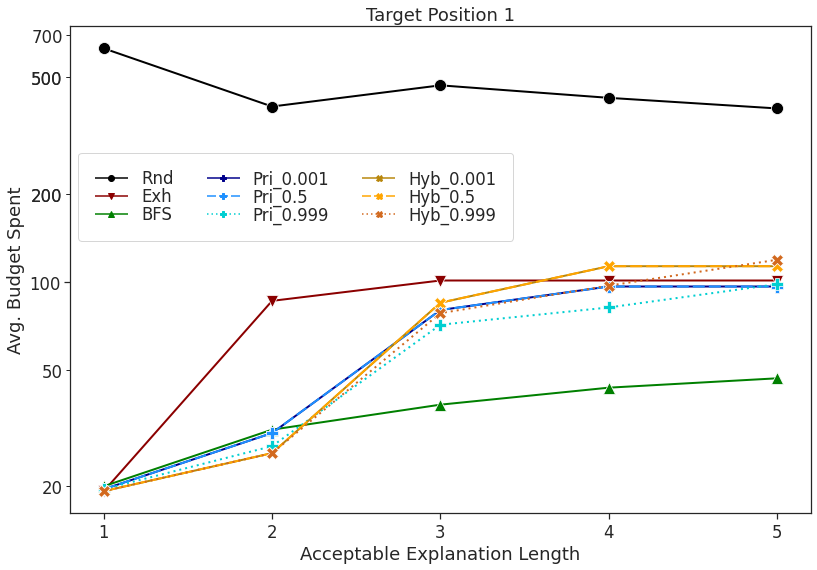 Target Position 1
Avg. Budget Spent
700
500
200
100
50
20
Rnd
Exh
BFS
Pri_0.001
Pri_0.5
Pri_0.999
Hyb_0.001
Hyb_0.5
Hyb_0.999
1 2 3 4 5
Acceptable Explanation Length